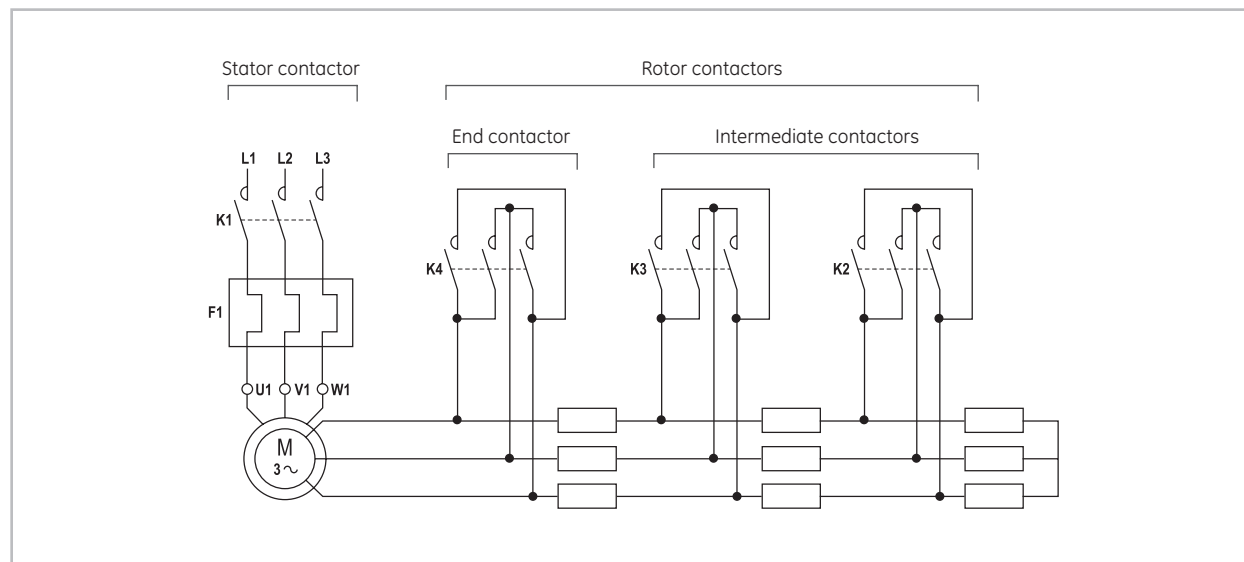 Stator contactor
Rotor contactors
End contactor
Intermediate contactors
L1 L2 L3
K1
K4
K3
K2
F1
U1 V1 W1
M
3~